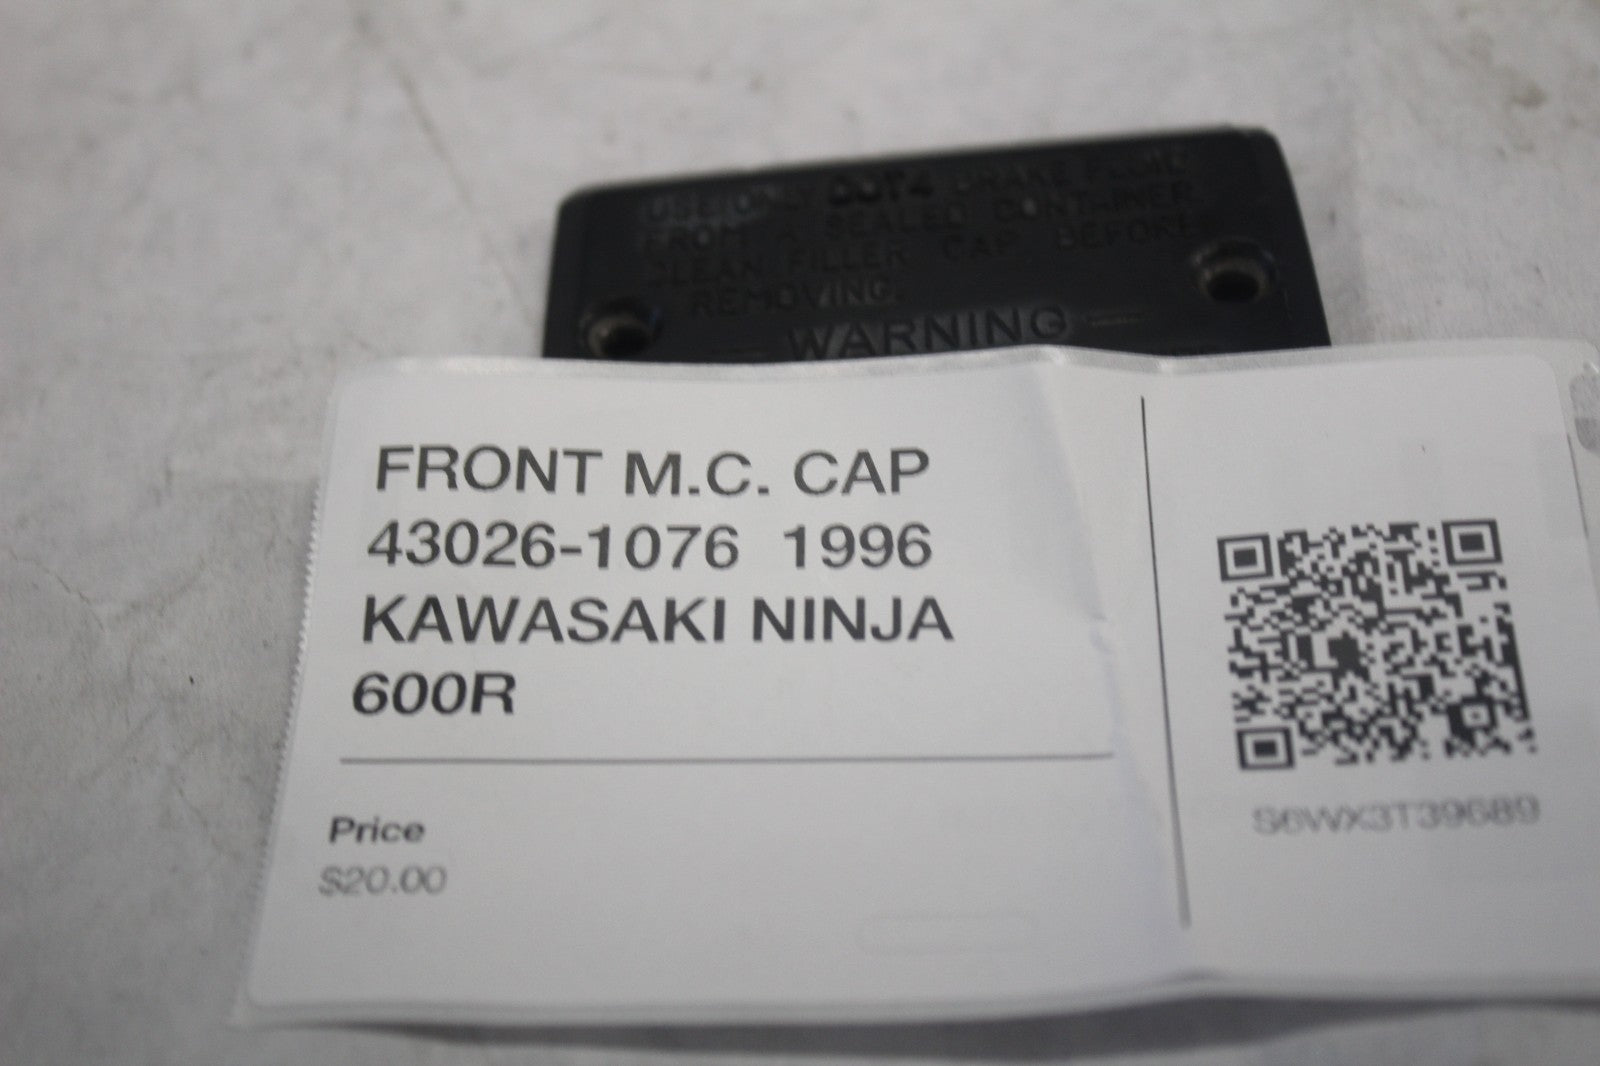 USE ONLY DOT4 BRAKE FLUID
FROM A SEALED CONTAINER
CLEAN FILLER CAP BEFORE
REMOVING.
WARNING
FRONT M.C. CAP
43026-1076 1996
KAWASAKI NINJA
600R
Price
$20.00
S6WX3T39689